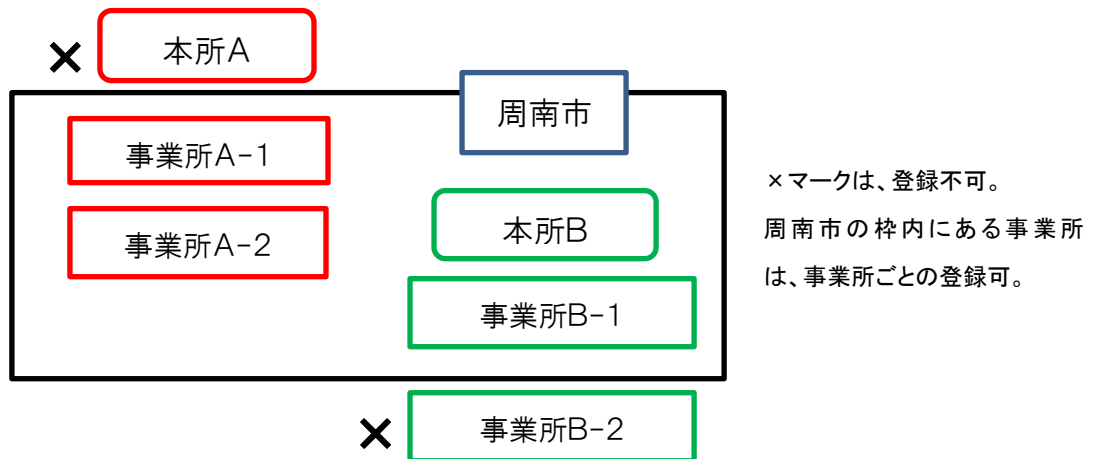 × 本所A
周南市
事業所A-1
事業所A-2
本所B
事業所B-1
× 事業所B-2
×マークは、登録不可。
周南市の枠内にある事業所
は、事業所ごとの登録可。